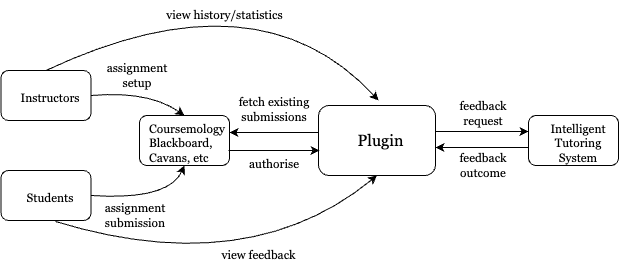 view history/statistics
Instructors
assignment
setup
fetch existing
submissions
Coursemology
Blackboard,
Cavans, etc
authorise
Plugin
feedback
request
feedback
outcome
Intelligent
Tutoring
System
Students
assignment
submission
view feedback